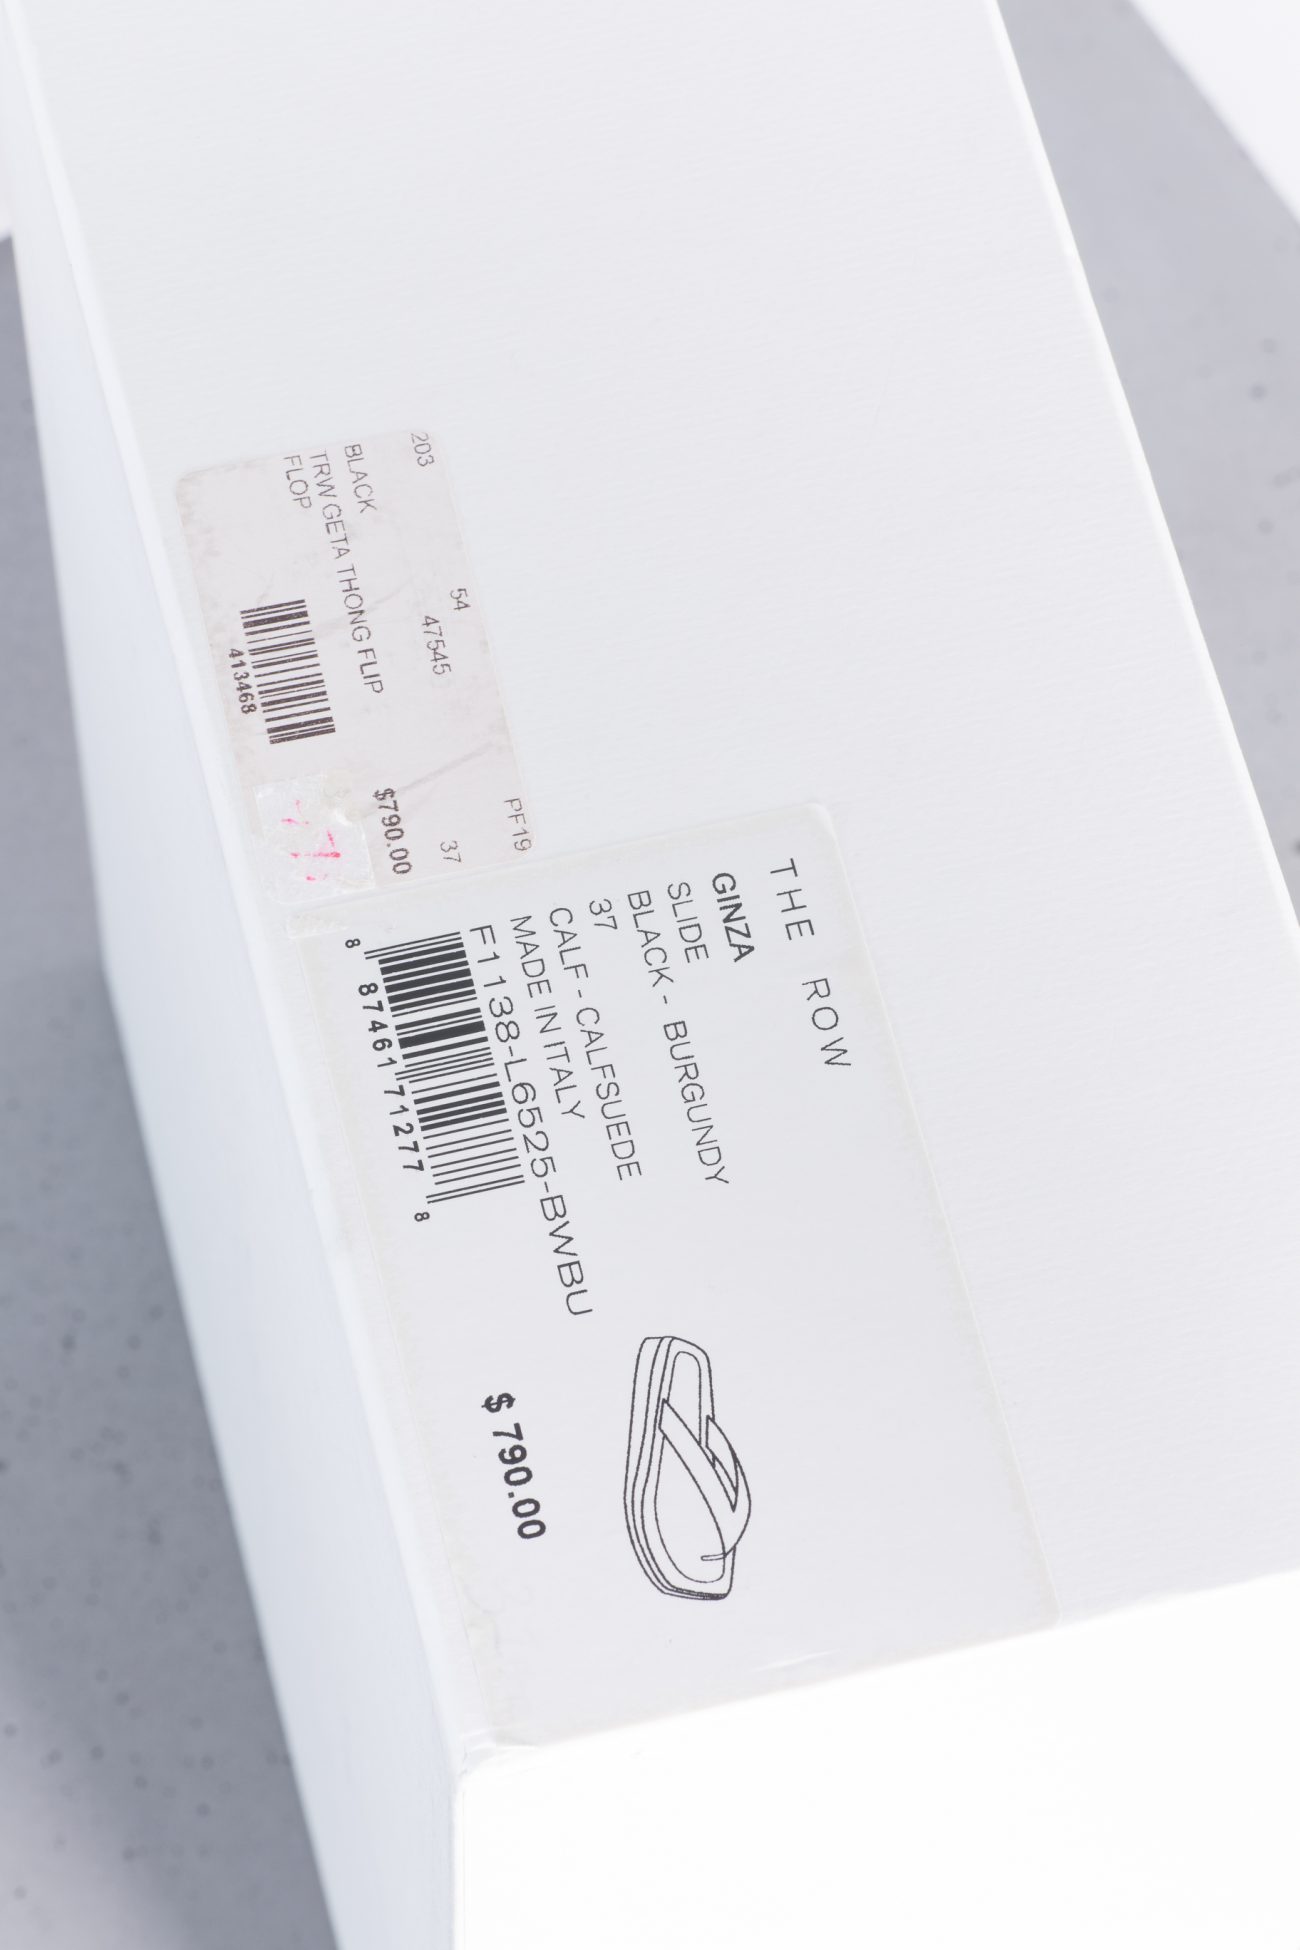 203 54 PF19
47545
BLACK 37
TRW GETA THONG FLIP
FLOP
$790.00
413468
THE ROW
GINZA
SLIDE
BLACK - BURGUNDY
37
CALF - CALFSUEDE
MADE IN ITALY
F1138-L6525-BWBU
8 87461 71277 8
$ 790.00